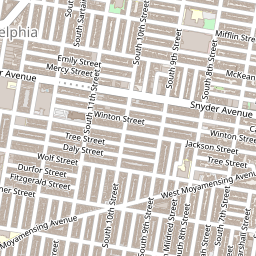 elphia
South 10th Street
South 9th Street
South 8th Street
Mifflin Stre
Emily Street
Mercy Street
McKean
r Avenue
South 11th Street
Snyder Avenue
Winton Street
Winton
Tree Street
Daly Street
Jackson Street
Tree Street
Wolf Street
Durfor Street
Fitzgerald Street
ner Street
West Moyamensing Avenue
Moyamensing Avenue
South 10th Street
South 9th Street
h Mildred Street
South 8th Street
South 7th Street
arshall Street